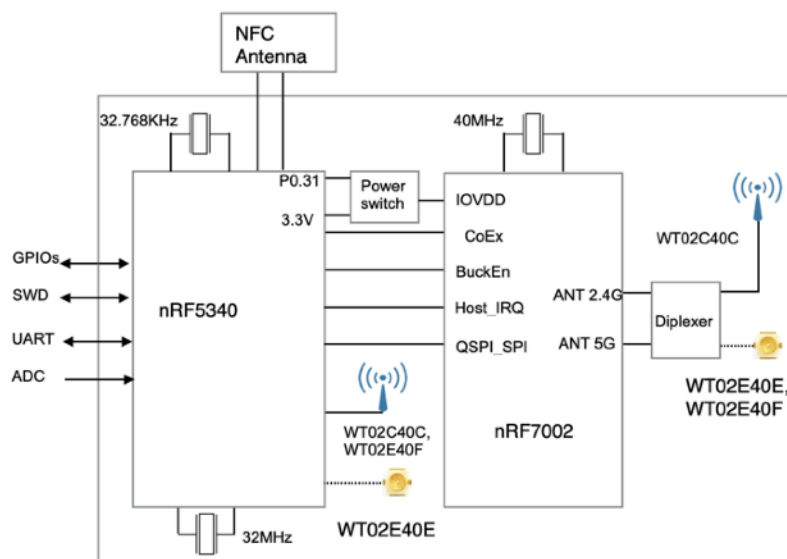 NFC
Antenna
32.768KHz
40MHz
P0.31
Power
switch
IOVDD
3.3V
WT02C40C
CoEx
GPIOs
BuckEn
SWD
nRF5340
ANT 2.4G
Host_IRQ
Diplexer
UART
QSPI_SPI
ANT 5G
ADC
WT02E40E,
WT02E40F
WT02C40C,
WT02E40F
nRF7002
WT02E40E
32MHz